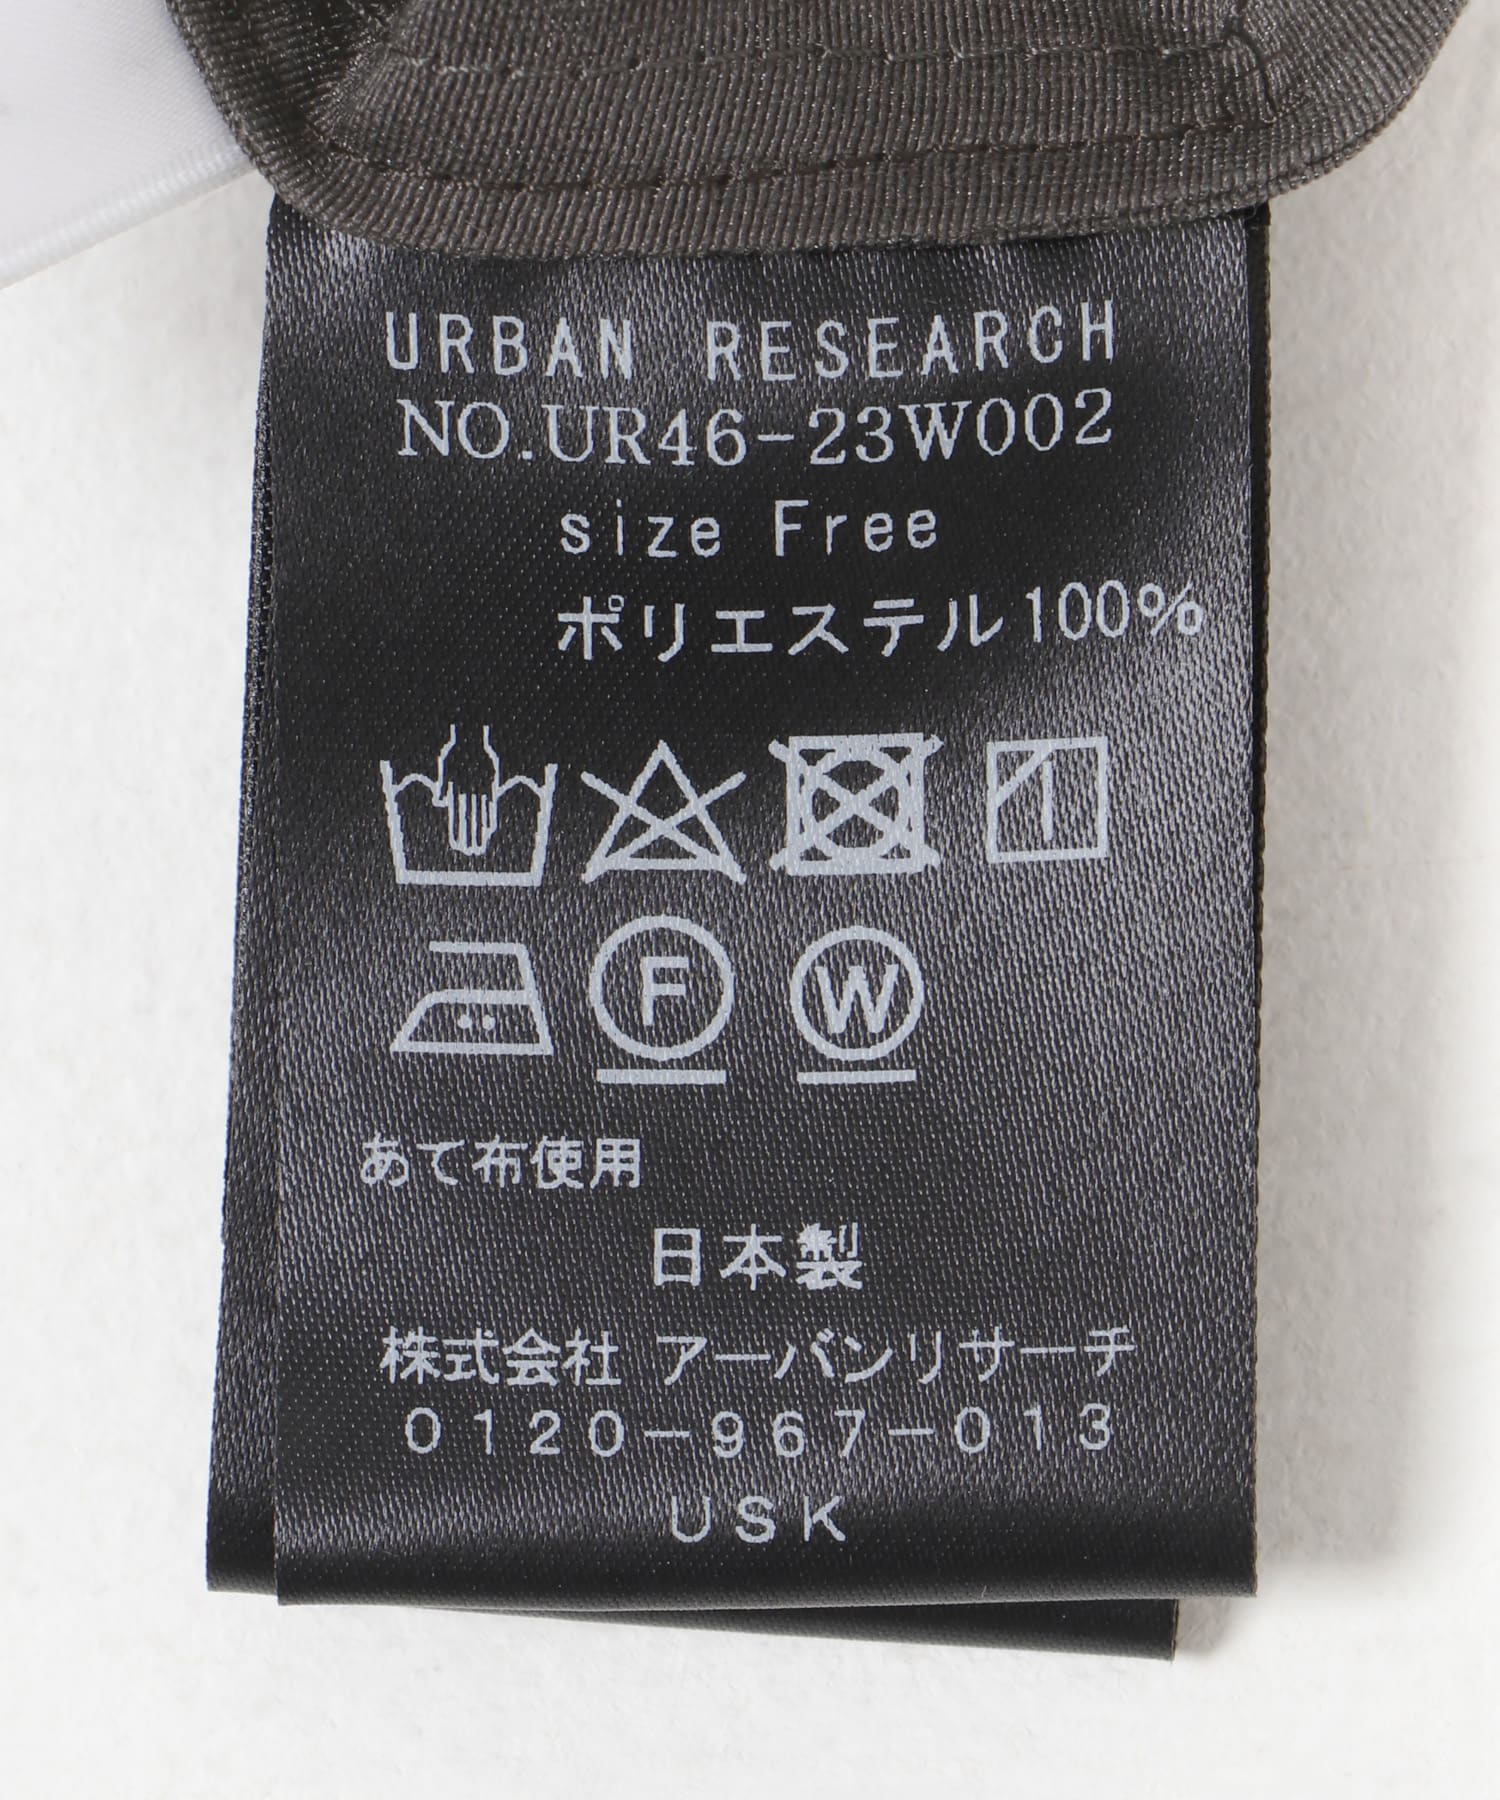 URBAN RESEARCH
NO.UR46-23W002
size Free
ポリエステル100%
F W
あて布使用
日本製
株式会社 アーバンリサーチ
0120-967-013
USK